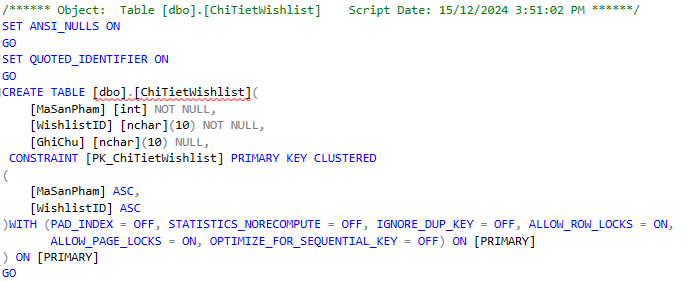 /****** Object:  Table [dbo].[ChiTietWishlist]    Script Date: 15/12/2024 3:51:02 PM ******/
SET ANSI_NULLS ON
GO
SET QUOTED_IDENTIFIER ON
GO
CREATE TABLE [dbo].[ChiTietWishlist](
    [MaSanPham] [int] NOT NULL,
    [WishlistID] [nchar](10) NOT NULL,
    [GhiChu] [nchar](10) NULL,
 CONSTRAINT [PK_ChiTietWishlist] PRIMARY KEY CLUSTERED
(
    [MaSanPham] ASC,
    [WishlistID] ASC
)WITH (PAD_INDEX = OFF, STATISTICS_NORECOMPUTE = OFF, IGNORE_DUP_KEY = OFF, ALLOW_ROW_LOCKS = ON,
       ALLOW_PAGE_LOCKS = ON, OPTIMIZE_FOR_SEQUENTIAL_KEY = OFF) ON [PRIMARY]
) ON [PRIMARY]
GO